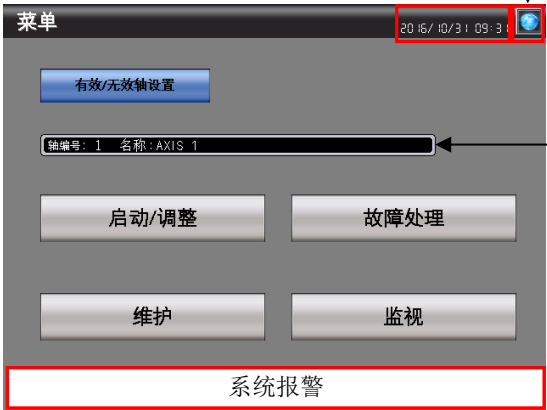 菜单
2016/10/31 09:31
有效/无效轴设置
轴编号: 1 名称:AXIS 1
启动/调整
故障处理
维护
监视
系统报警